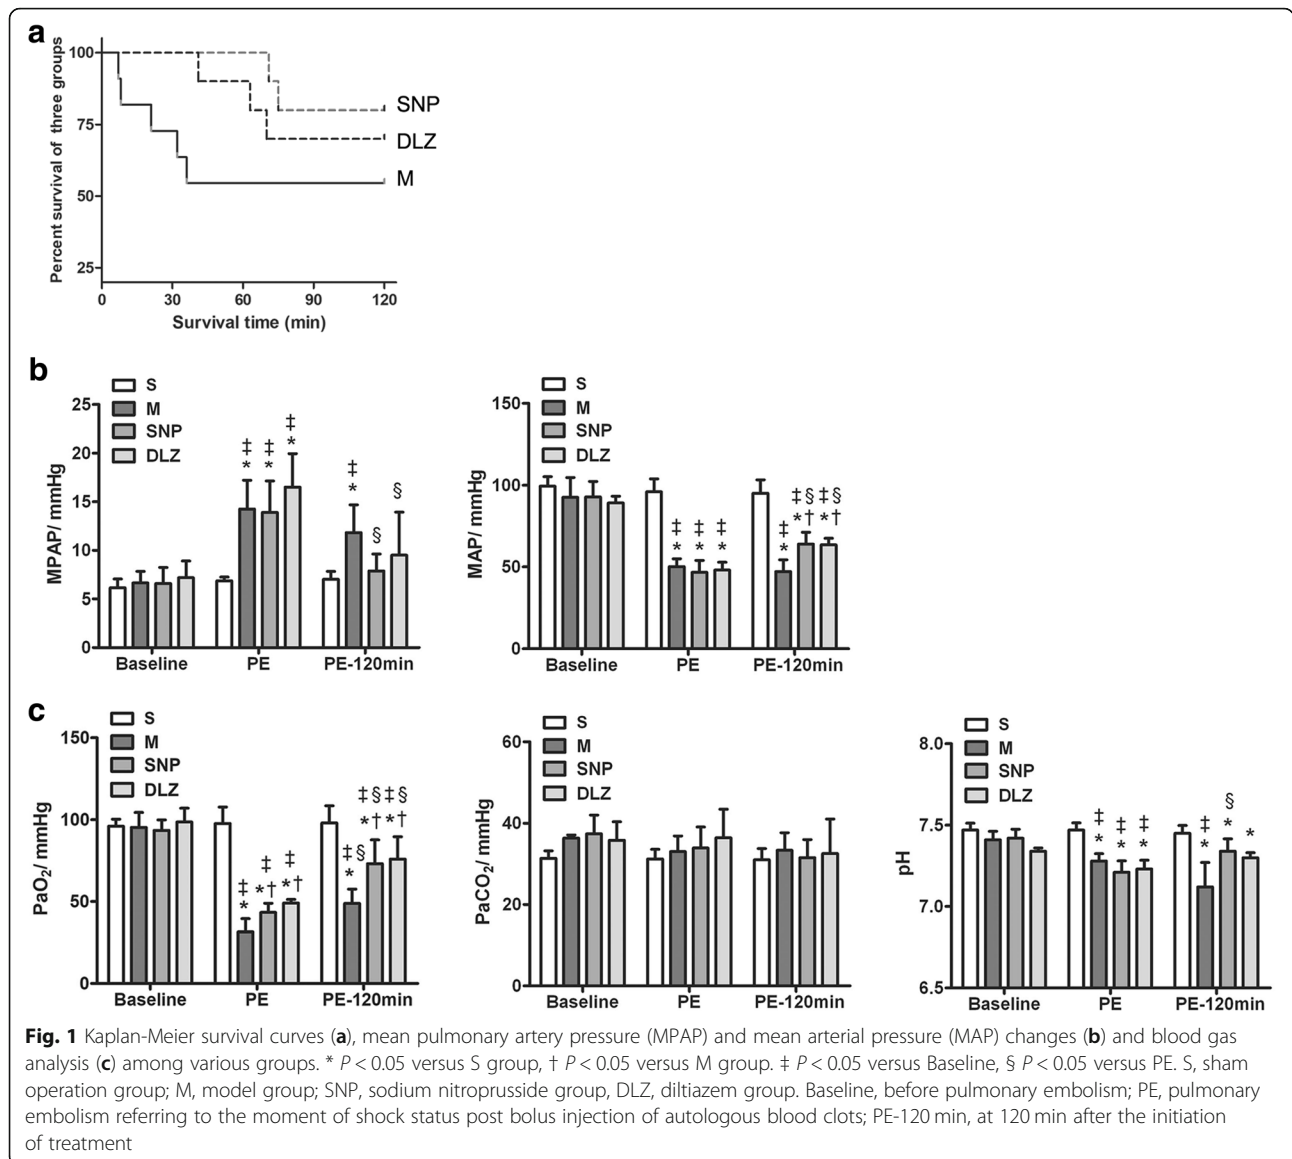 a
Percent survival of three groups
100
75
50
25
0 30 60 90 120
Survival time (min)
SNP
DLZ
M
b
S
M
SNP
DLZ
MPAP/ mmHg
25
20
15
10
5
0
‡ ‡ ‡
* * *
‡
*
§ §
Baseline PE PE-120min
S
M
SNP
DLZ
MAP/ mmHg
150
100
50
0
‡ ‡ ‡
* * *
‡
*
‡§ ‡§
*† *†
Baseline PE PE-120min
c
S
M
SNP
DLZ
PaO2/ mmHg
150
100
50
0
‡ ‡ ‡
* *† *†
‡§
*
‡§‡§
*† *†
Baseline PE PE-120min
S
M
SNP
DLZ
PaCO2/ mmHg
60
40
20
0
Baseline PE PE-120min
S
M
SNP
DLZ
pH
8.0
7.5
7.0
6.5
‡ ‡ ‡
* * *
‡
*
§
*
*
Baseline PE PE-120min
Fig. 1 Kaplan-Meier survival curves (a), mean pulmonary artery pressure (MPAP) and mean arterial pressure (MAP) changes (b) and blood gas
analysis (c) among various groups. * P < 0.05 versus S group, † P < 0.05 versus M group. ‡ P < 0.05 versus Baseline, § P < 0.05 versus PE. S, sham
operation group; M, model group; SNP, sodium nitroprusside group, DLZ, diltiazem group. Baseline, before pulmonary embolism; PE, pulmonary
embolism referring to the moment of shock status post bolus injection of autologous blood clots; PE-120 min, at 120 min after the initiation
of treatment